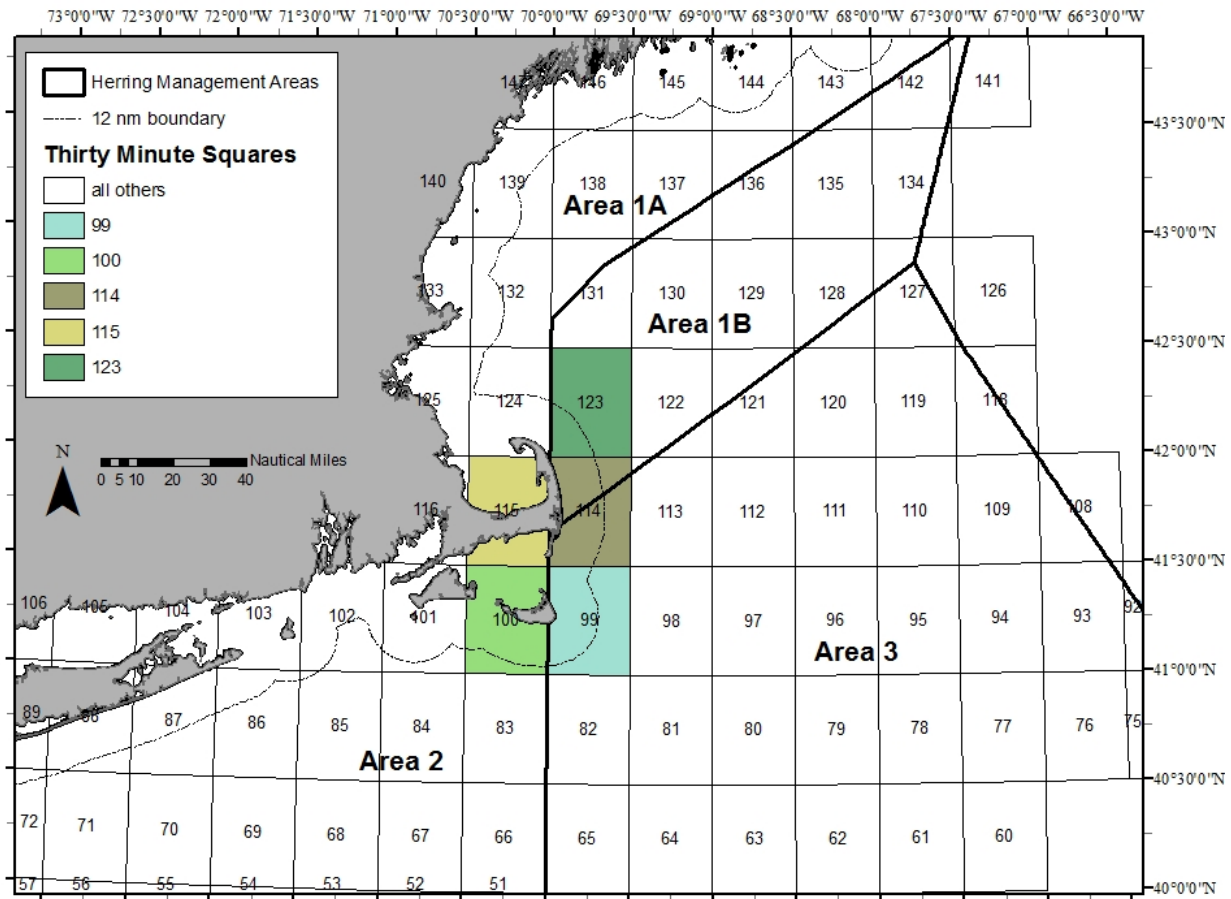 73°0'0"W 72°30'0"W 72°0'0"W 71°30'0"W 71°0'0"W 70°30'0"W 70°0'0"W 69°30'0"W 69°0'0"W 68°30'0"W 68°0'0"W 67°30'0"W 67°0'0"W 66°30'0"W
Herring Management Areas
12 nm boundary
Thirty Minute Squares
all others
99
100
114
115
123
N
Nautical Miles
0 5 10 20 30 40
147 146 145 144 143 142 141
43°30'0"N
140 139 138 137 136 135 134
Area 1A
43°0'0"N
133 132 131 130 129 128 127 126
Area 1B
42°30'0"N
125 124 123 122 121 120 119 118
42°0'0"N
116 115 114 113 112 111 110 109 108
41°30'0"N
106 105 104 103 102 101 100 99 98 97 96 95 94 93 92
Area 3
41°0'0"N
89 88 87 86 85 84 83 82 81 80 79 78 77 76 75
Area 2
40°30'0"N
72 71 70 69 68 67 66 65 64 63 62 61 60
57 56 55 54 53 52 51
40°0'0"N